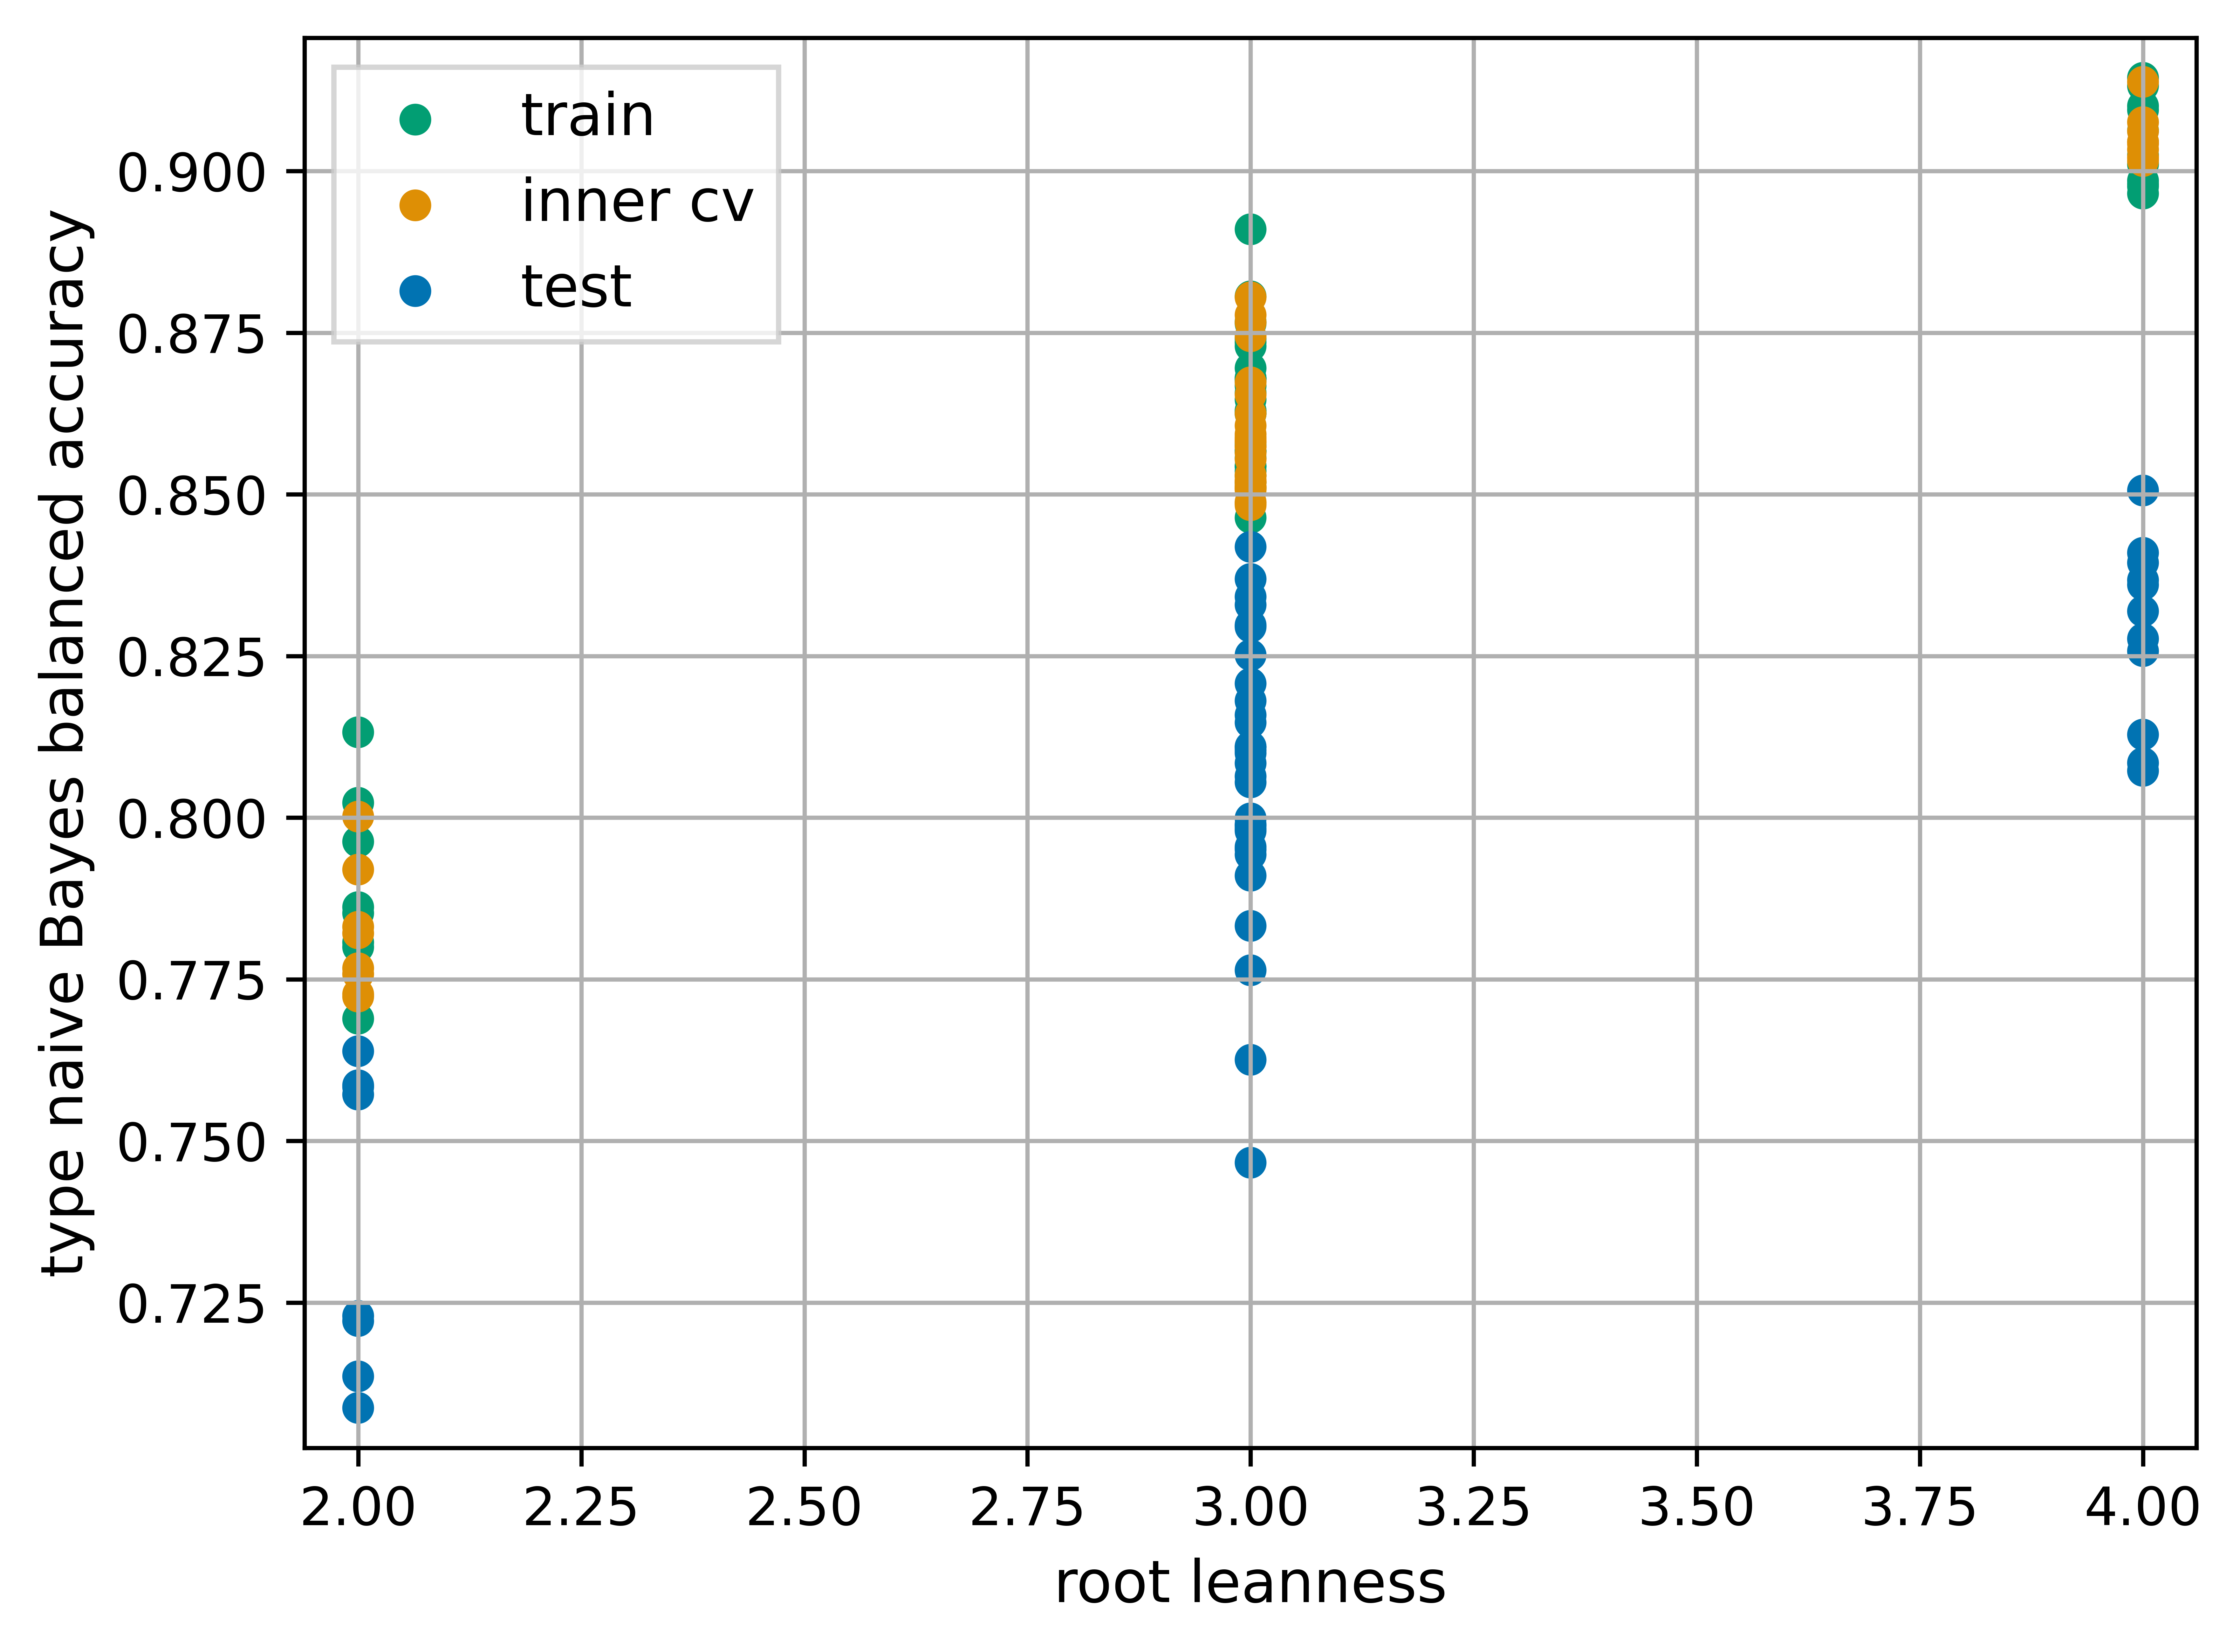 train
inner cv
test
type naive Bayes balanced accuracy
0.900
0.875
0.850
0.825
0.800
0.775
0.750
0.725
2.00 2.25 2.50 2.75 3.00 3.25 3.50 3.75 4.00
root leanness